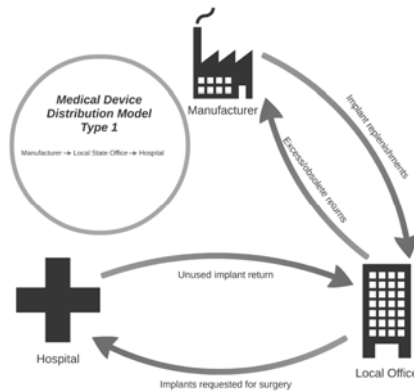 Medical Device
Distribution Model
Type 1
Manufacturer → Local State Office → Hospital
Manufacturer
Implant replenishments
Excess/obsolete returns
Unused implant return
Hospital
Local Office
Implants requested for surgery